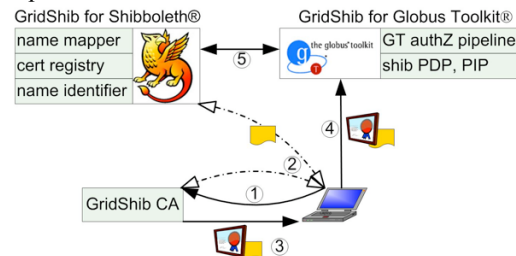 GridShib for Shibboleth®
GridShib for Globus Toolkit®
name mapper
cert registry
name identifier
5
g the globus toolkit
T
GT authZ pipeline
shib PDP, PIP
4
2
1
GridShib CA
3